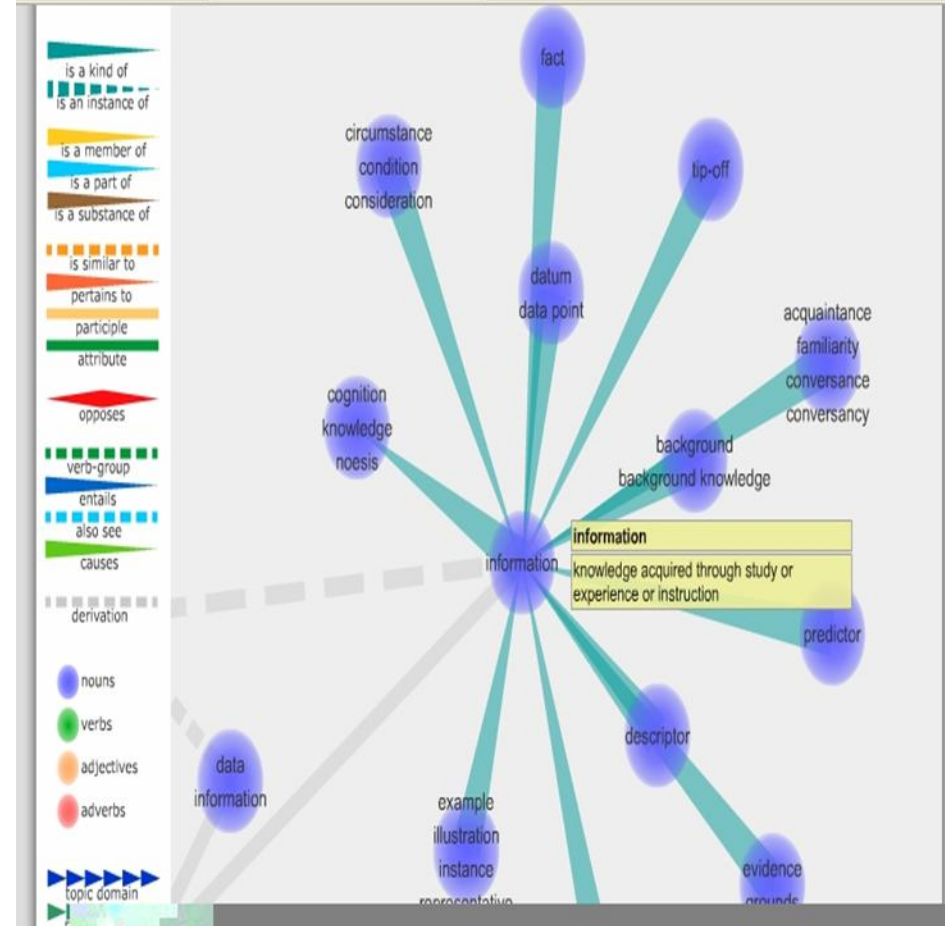 is a kind of
is an instance of
is a member of
is a part of
is a substance of
is similar to
pertains to
participle
attribute
opposes
verb-group
entails
also see
causes
derivation
nouns
verbs
adjectives
adverbs
topic domain
fact
circumstance
condition
consideration
tip-off
datum
data point
acquaintance
familiarity
conversance
conversancy
cognition
knowledge
noesis
background
background knowledge
information
information
knowledge acquired through study or
experience or instruction
predictor
descriptor
data
information
example
illustration
instance
representative
evidence
grounds